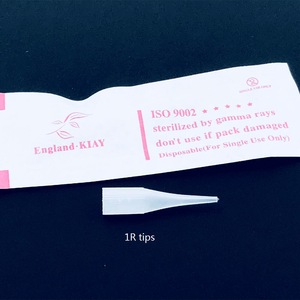 England·KIAY
ISO 9002 • • • • •
sterilized by gamma rays
don't use if pack damaged
Disposable(For Single Use Only)
1R tips